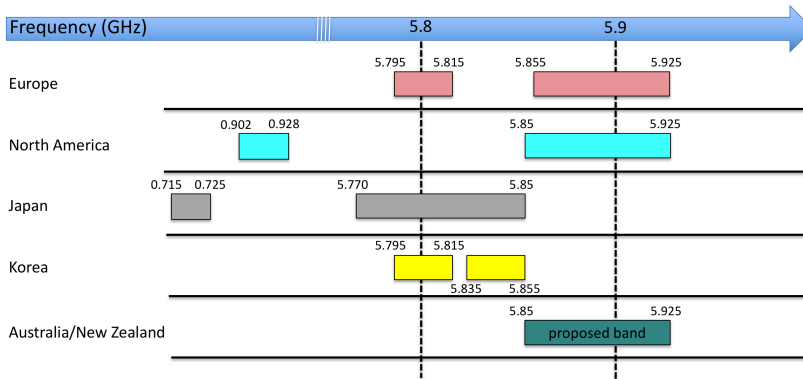 Frequency (GHz) 5.8 5.9
5.795 5.815 5.855 5.925
Europe
0.902 0.928 5.85 5.925
North America
0.715 0.725 5.770 5.85
Japan
5.795 5.815
Korea
5.835 5.855
5.85 5.925
Australia/New Zealand proposed band